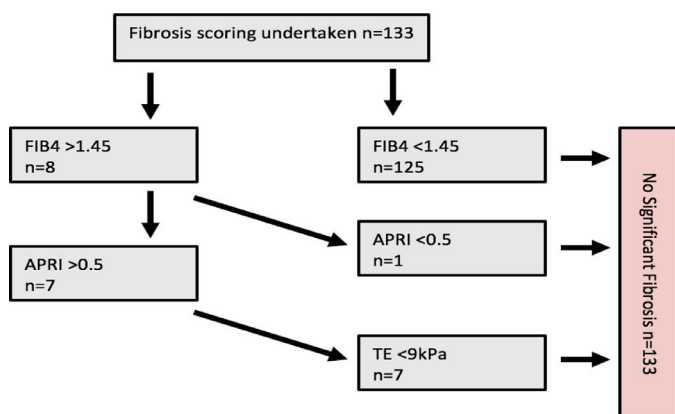 Fibrosis scoring undertaken n=133
FIB4 >1.45
n=8
FIB4 <1.45
n=125
APRI >0.5
n=7
APRI <0.5
n=1
TE <9kPa
n=7
No Significant Fibrosis n=133